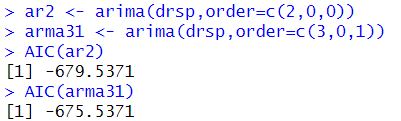 > ar2 <- arima(drsp,order=c(2,0,0))
> arma31 <- arima(drsp,order=c(3,0,1))
> AIC(ar2)
[1] -679.5371
> AIC(arma31)
[1] -675.5371